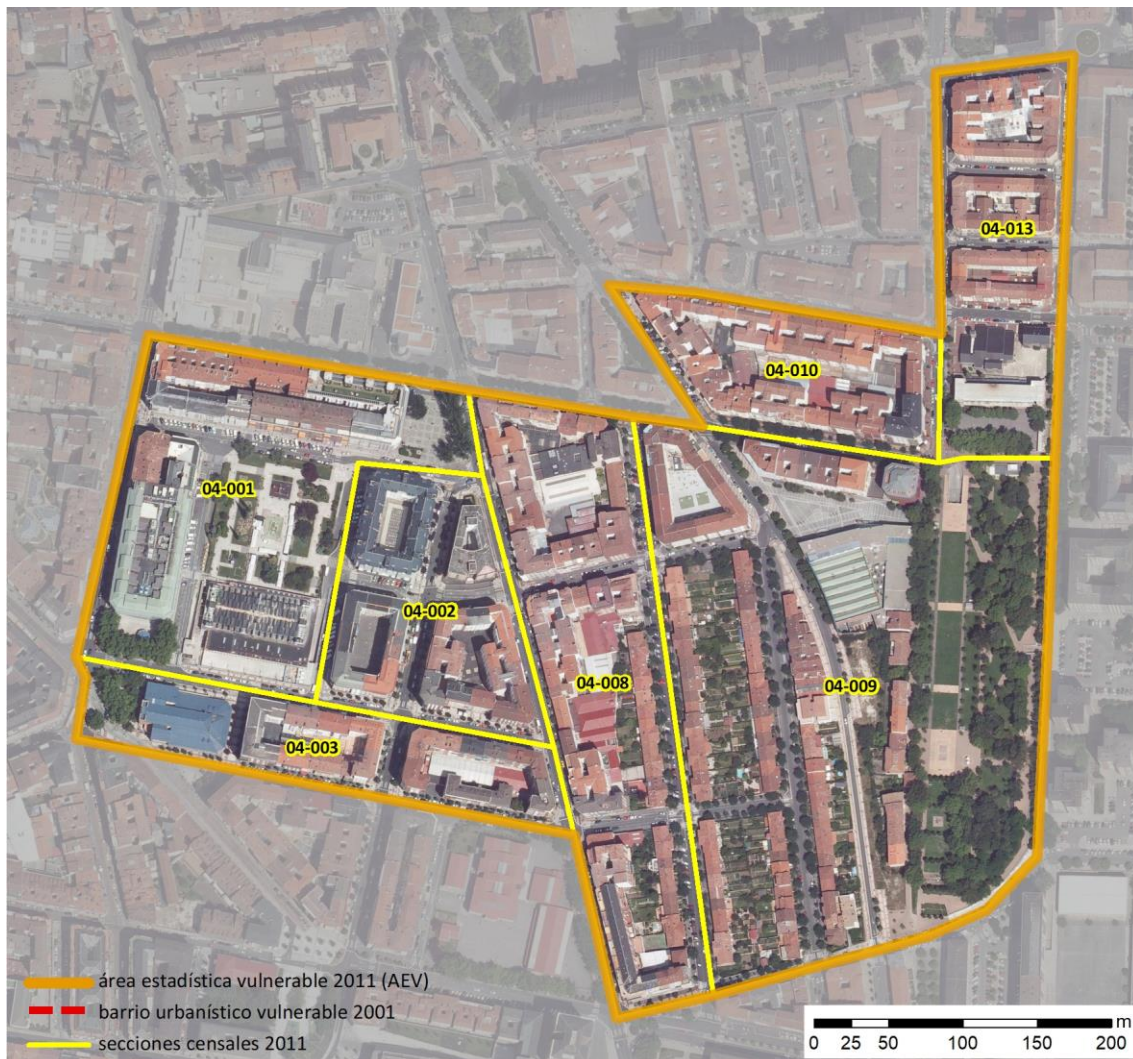 04-013
04-010
04-001
04-002
04-008
04-009
04-003
área estadística vulnerable 2011 (AEV)
barrio urbanístico vulnerable 2001
secciones censales 2011
m
0 25 50 100 150 200